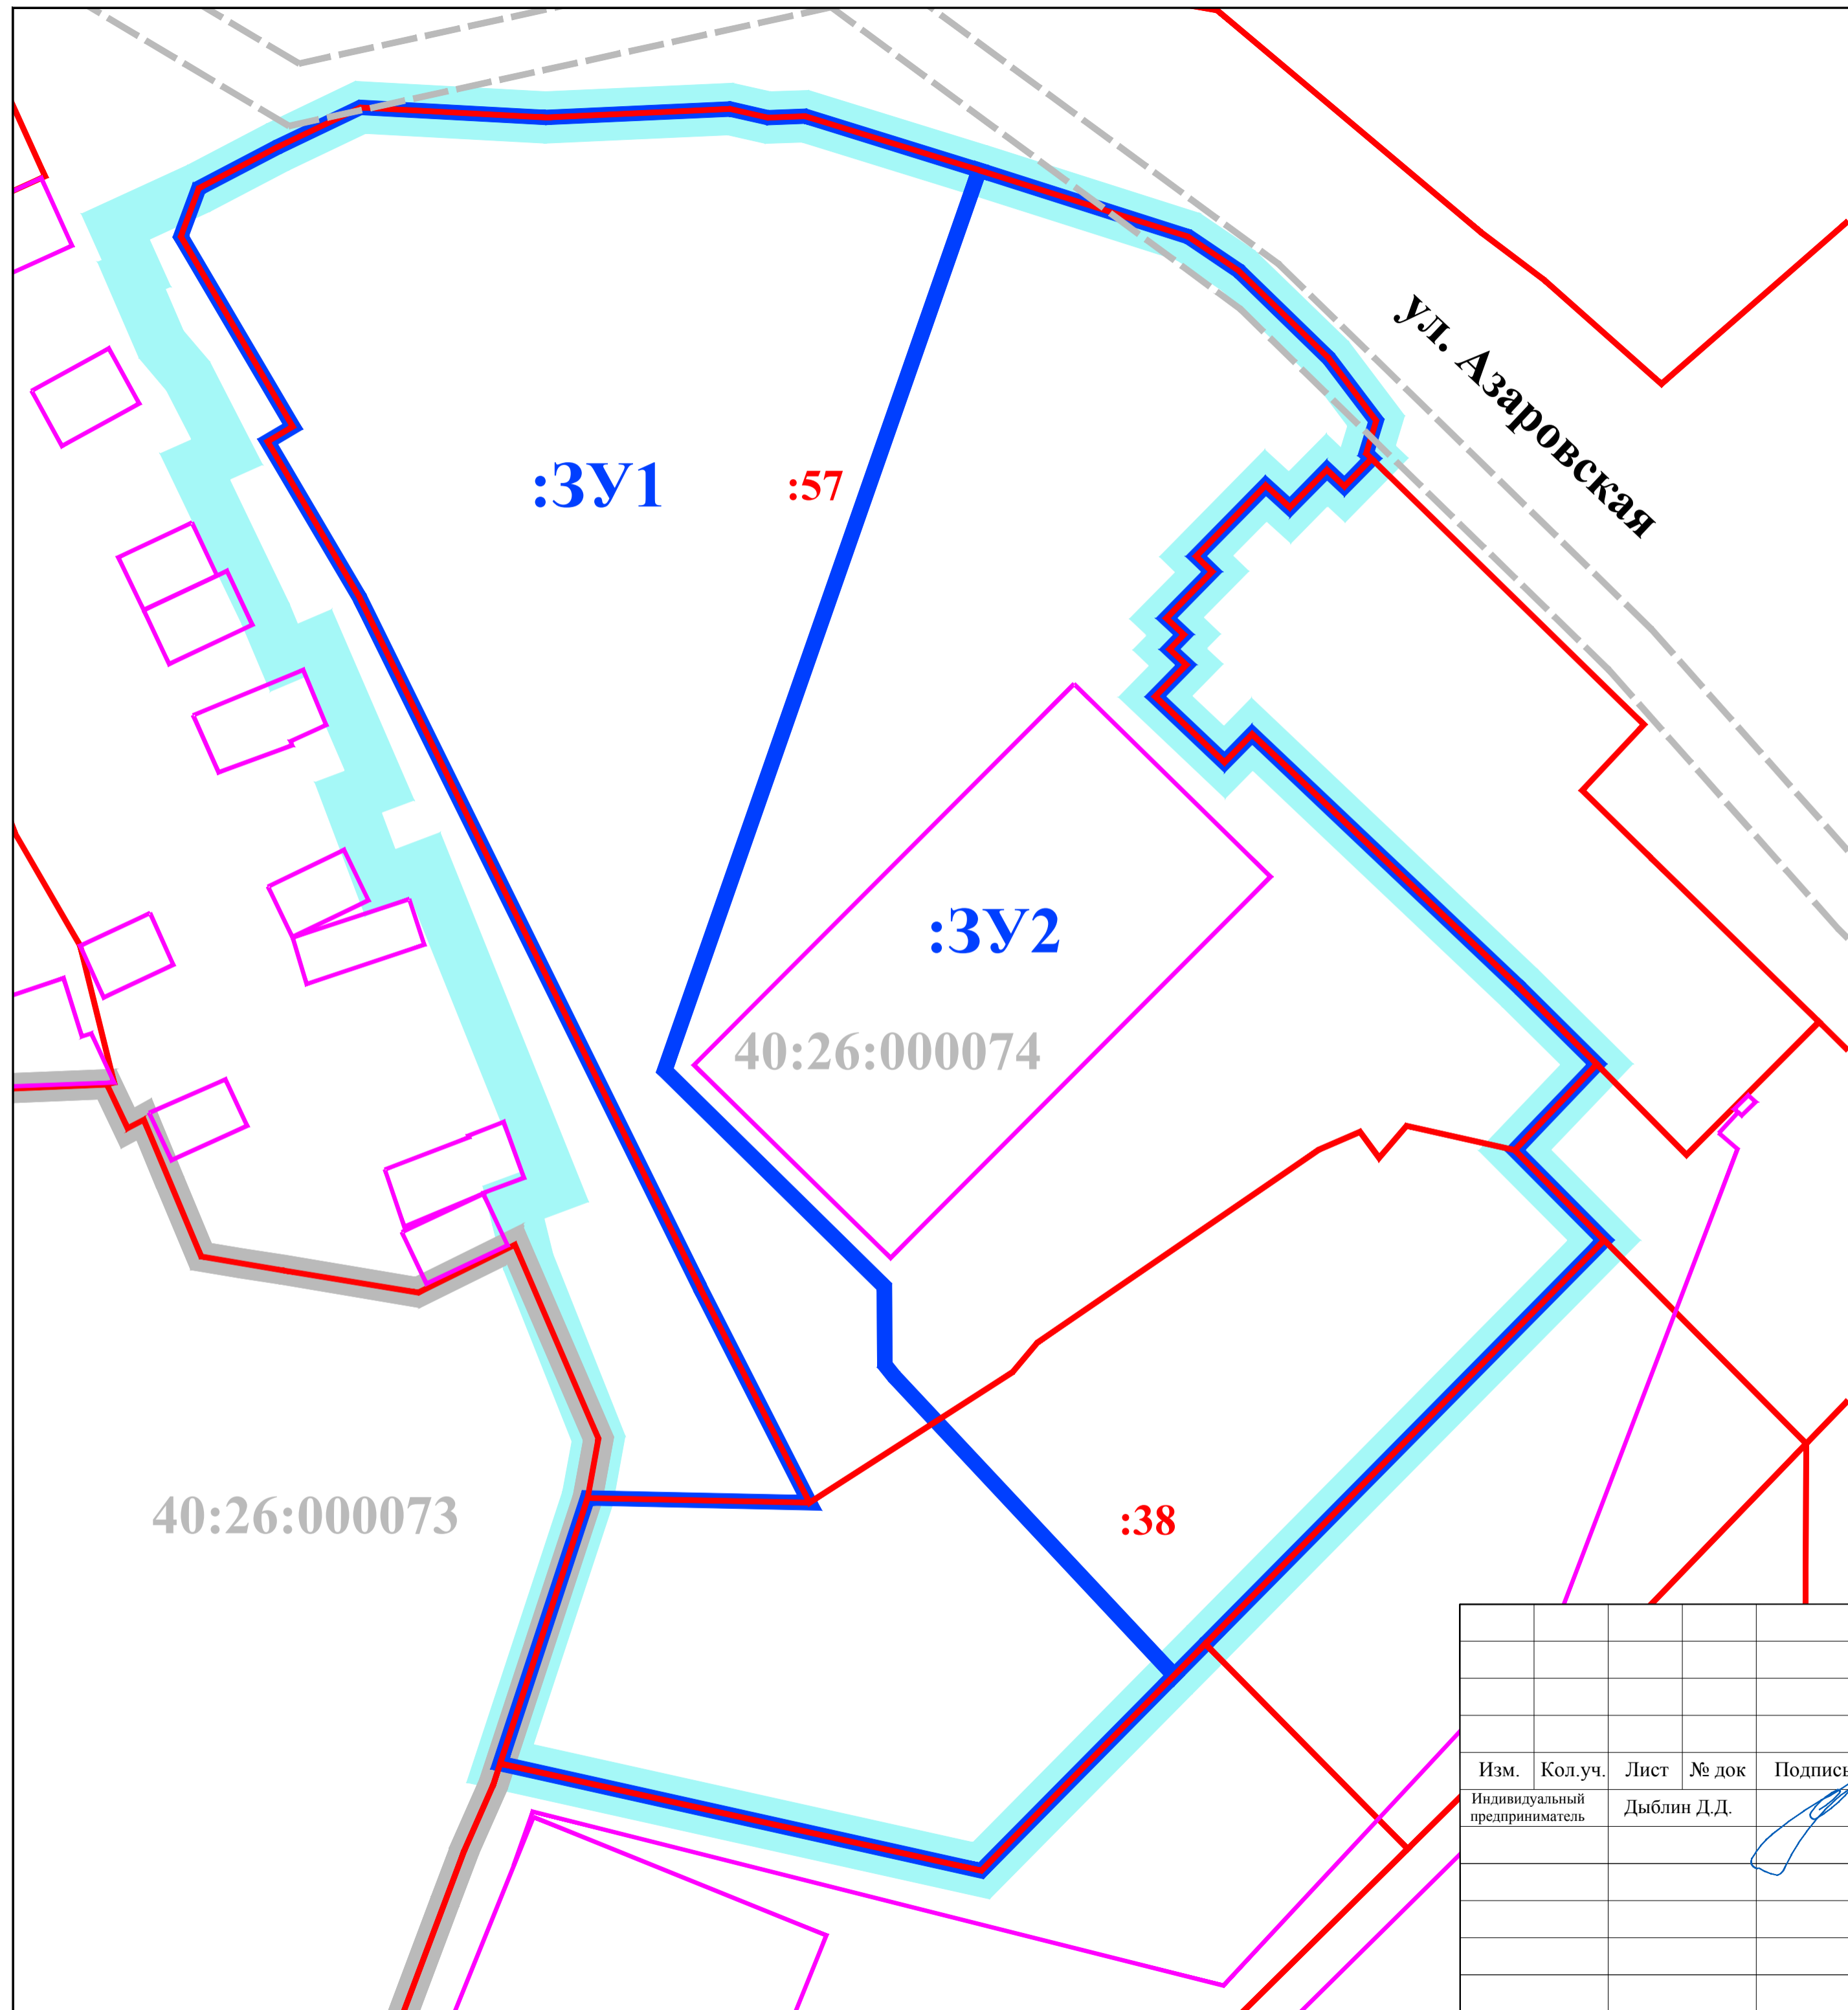 ул. Азаровская
:ЗУ1
:57
:ЗУ2
40:26:000074
40:26:000073
:38
Изм. Кол.уч. Лист № док Подпись
Индивидуальный
предприниматель
Дыблин Д.Д.